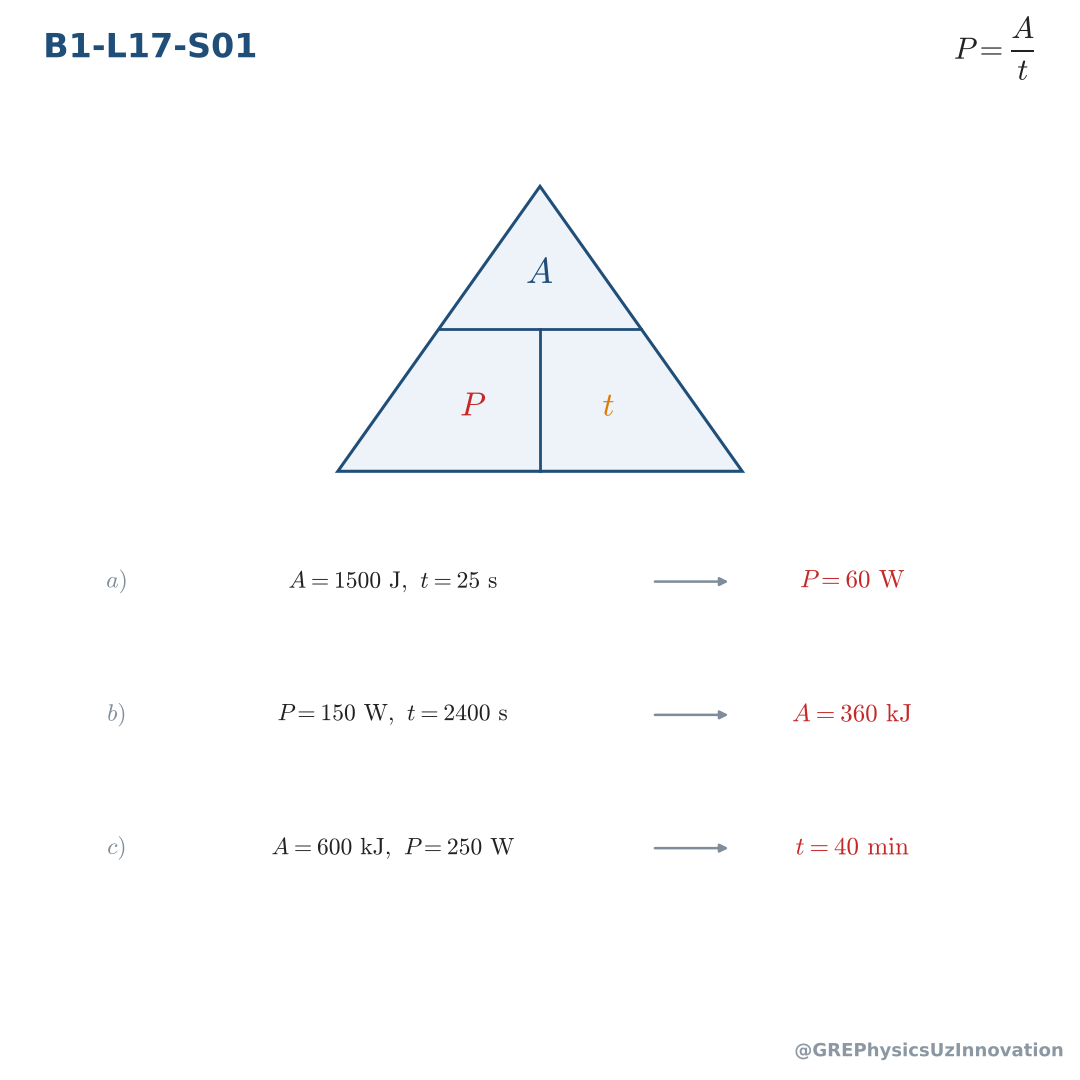 B1-L17-S01
P = A/t
A
P t
a) A = 1500 J, t = 25 s P = 60 W
b) P = 150 W, t = 2400 s A = 360 kJ
c) A = 600 kJ, P = 250 W t = 40 min
@GREPhysicsUzInnovation